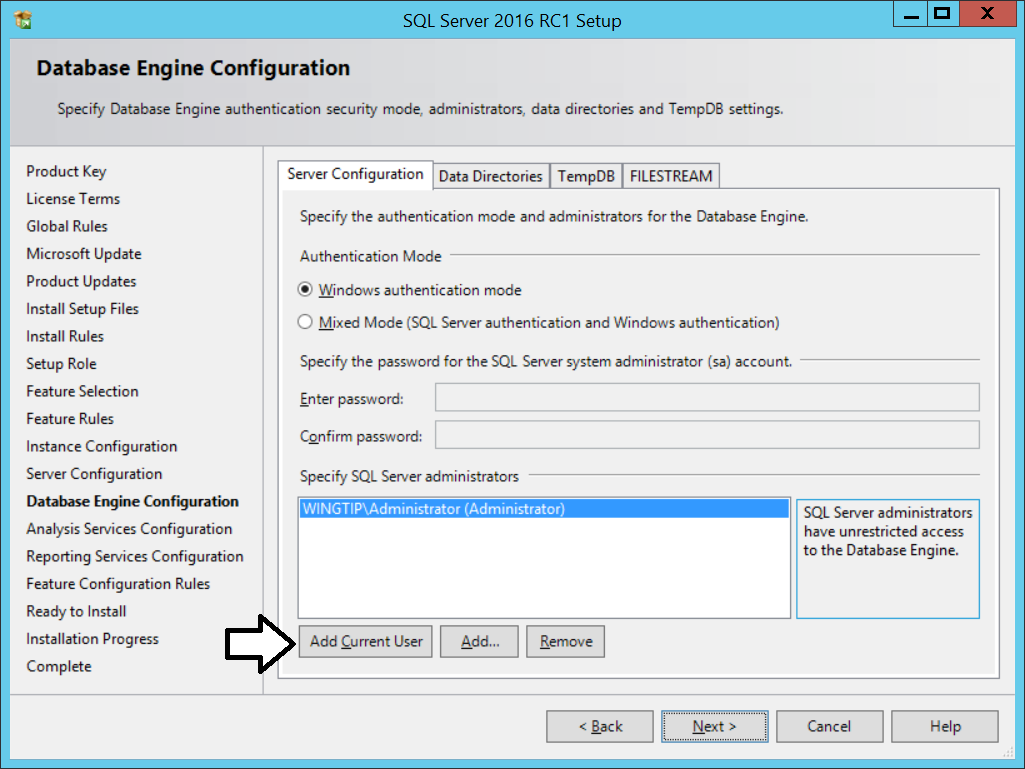 SQL Server 2016 RC1 Setup
X
Database Engine Configuration
Specify Database Engine authentication security mode, administrators, data directories and TempDB settings.
Product Key
License Terms
Global Rules
Microsoft Update
Product Updates
Install Setup Files
Install Rules
Setup Role
Feature Selection
Feature Rules
Instance Configuration
Server Configuration
Database Engine Configuration
Analysis Services Configuration
Reporting Services Configuration
Feature Configuration Rules
Ready to Install
Installation Progress
Complete
Server Configuration
Data Directories
TempDB
FILESTREAM
Specify the authentication mode and administrators for the Database Engine.
Authentication Mode
Windows authentication mode
Mixed Mode (SQL Server authentication and Windows authentication)
Specify the password for the SQL Server system administrator (sa) account.
Enter password:
Confirm password:
Specify SQL Server administrators
WINGTIP\Administrator (Administrator)
SQL Server administrators
have unrestricted access
to the Database Engine.
Add Current User
Add...
Remove
< Back
Next >
Cancel
Help